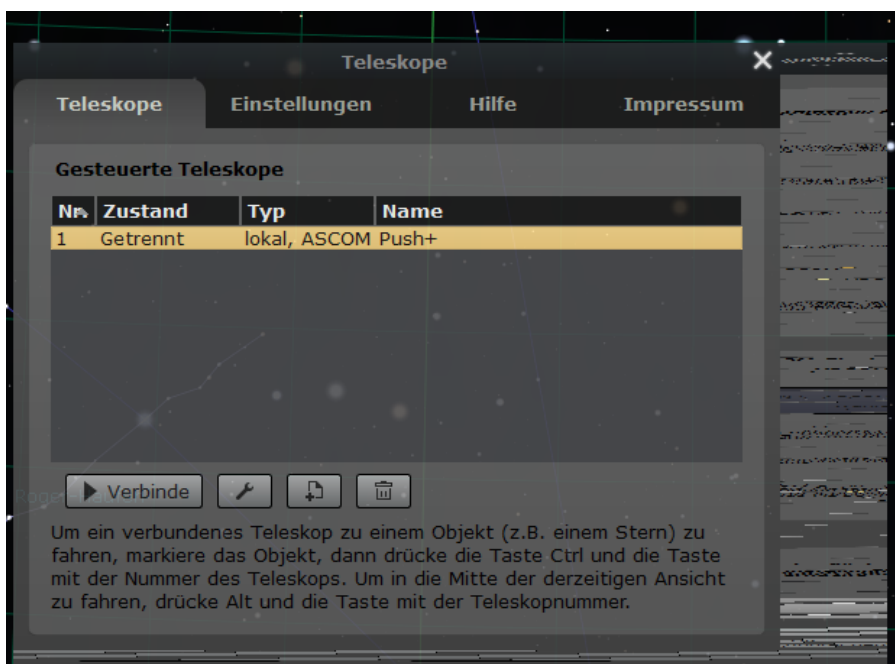 Teleskope
Teleskope Einstellungen Hilfe Impressum
Gesteuerte Teleskope
Nr. Zustand Typ Name
1 Getrennt lokal, ASCOM Push+
Verbinde
Um ein verbundenes Teleskop zu einem Objekt (z.B. einem Stern) zu
fahren, markiere das Objekt, dann drücke die Taste Ctrl und die Taste
mit der Nummer des Teleskops. Um in die Mitte der derzeitigen Ansicht
zu fahren, drücke Alt und die Taste mit der Teleskopnummer.